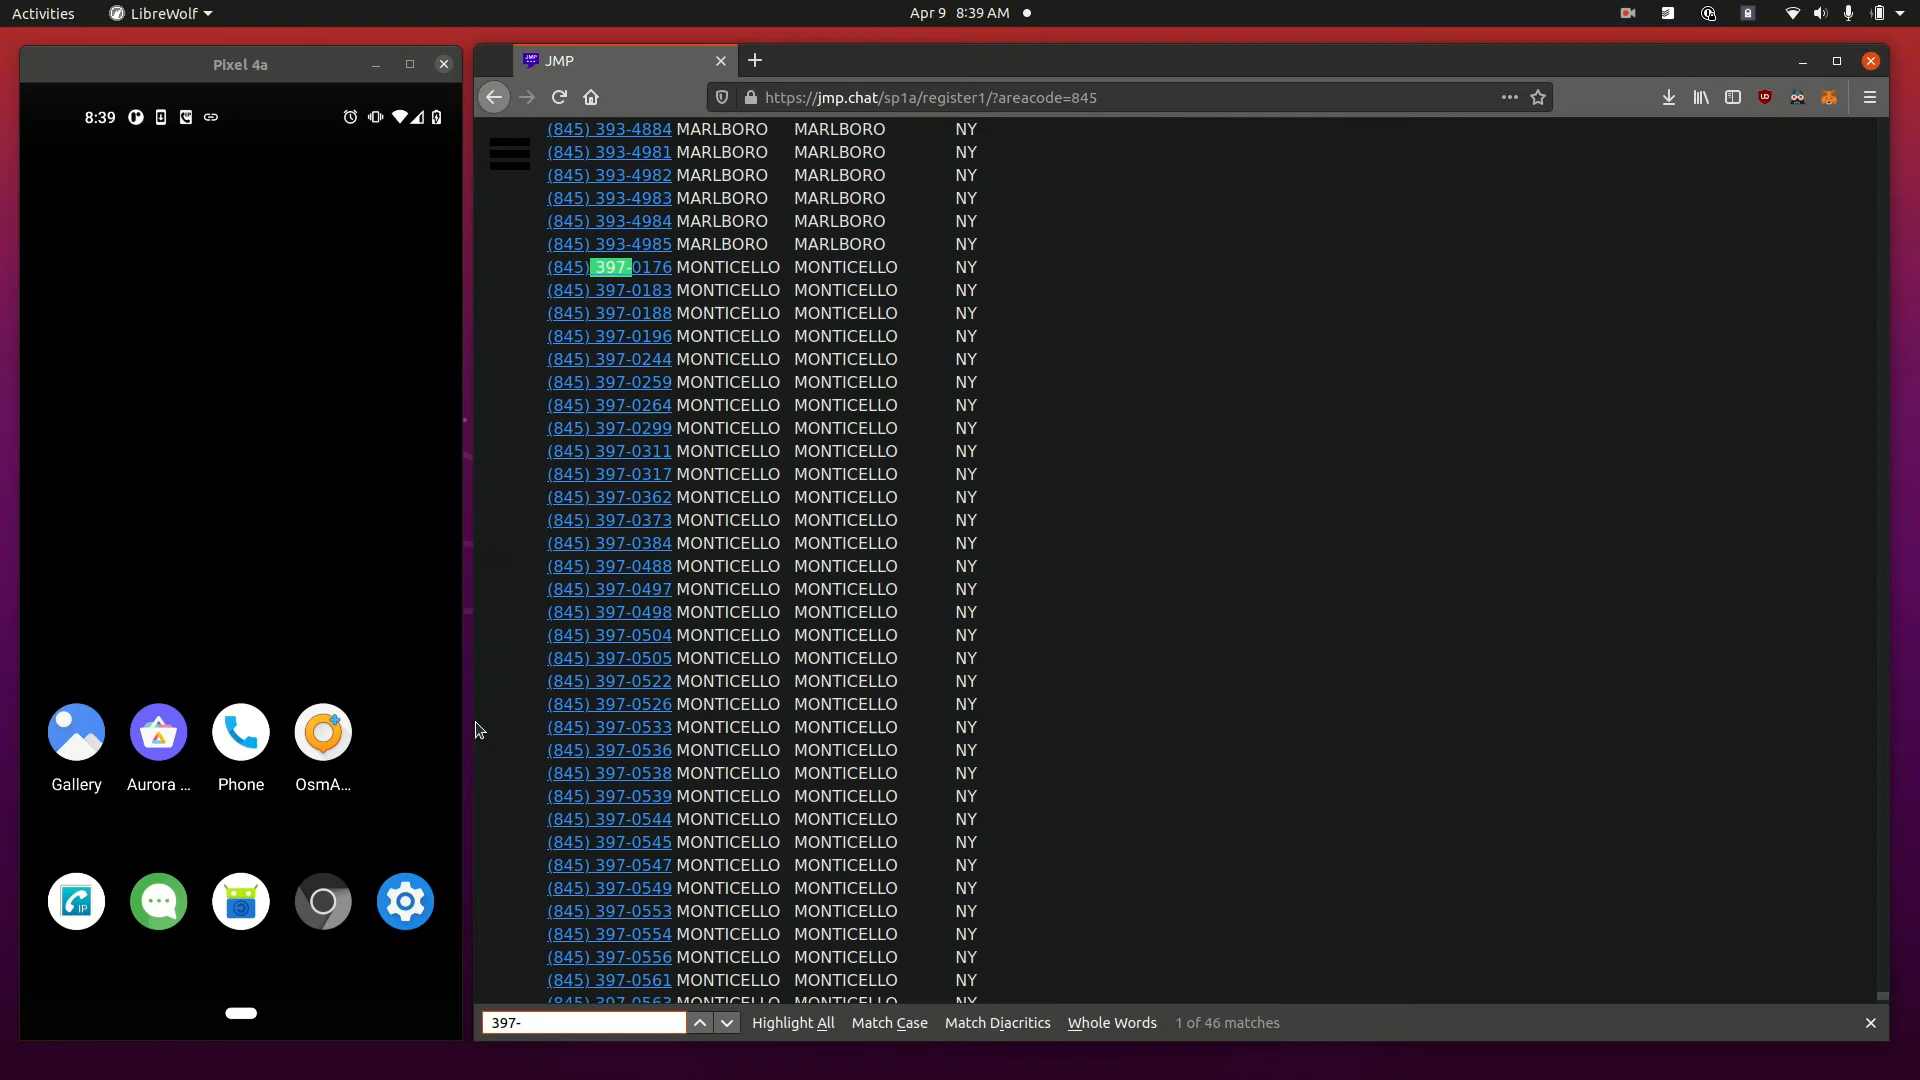 Activities LibreWolf Apr 9 8:39 AM
Pixel 4a
8:39
Gallery Aurora ... Phone OsmA...
IP
JMP
https://jmp.chat/sp1a/register1/?areacode=845
(845) 393-4884 MARLBORO MARLBORO NY
(845) 393-4981 MARLBORO MARLBORO NY
(845) 393-4982 MARLBORO MARLBORO NY
(845) 393-4983 MARLBORO MARLBORO NY
(845) 393-4984 MARLBORO MARLBORO NY
(845) 393-4985 MARLBORO MARLBORO NY
(845) 397-0176 MONTICELLO MONTICELLO NY
(845) 397-0183 MONTICELLO MONTICELLO NY
(845) 397-0188 MONTICELLO MONTICELLO NY
(845) 397-0196 MONTICELLO MONTICELLO NY
(845) 397-0244 MONTICELLO MONTICELLO NY
(845) 397-0259 MONTICELLO MONTICELLO NY
(845) 397-0264 MONTICELLO MONTICELLO NY
(845) 397-0299 MONTICELLO MONTICELLO NY
(845) 397-0311 MONTICELLO MONTICELLO NY
(845) 397-0317 MONTICELLO MONTICELLO NY
(845) 397-0362 MONTICELLO MONTICELLO NY
(845) 397-0373 MONTICELLO MONTICELLO NY
(845) 397-0384 MONTICELLO MONTICELLO NY
(845) 397-0488 MONTICELLO MONTICELLO NY
(845) 397-0497 MONTICELLO MONTICELLO NY
(845) 397-0498 MONTICELLO MONTICELLO NY
(845) 397-0504 MONTICELLO MONTICELLO NY
(845) 397-0505 MONTICELLO MONTICELLO NY
(845) 397-0522 MONTICELLO MONTICELLO NY
(845) 397-0526 MONTICELLO MONTICELLO NY
(845) 397-0533 MONTICELLO MONTICELLO NY
(845) 397-0536 MONTICELLO MONTICELLO NY
(845) 397-0538 MONTICELLO MONTICELLO NY
(845) 397-0539 MONTICELLO MONTICELLO NY
(845) 397-0544 MONTICELLO MONTICELLO NY
(845) 397-0545 MONTICELLO MONTICELLO NY
(845) 397-0547 MONTICELLO MONTICELLO NY
(845) 397-0549 MONTICELLO MONTICELLO NY
(845) 397-0553 MONTICELLO MONTICELLO NY
(845) 397-0554 MONTICELLO MONTICELLO NY
(845) 397-0556 MONTICELLO MONTICELLO NY
(845) 397-0561 MONTICELLO MONTICELLO NY
(845) 397-0563 MONTICELLO MONTICELLO NY
397- Highlight All Match Case Match Diacritics Whole Words 1 of 46 matches